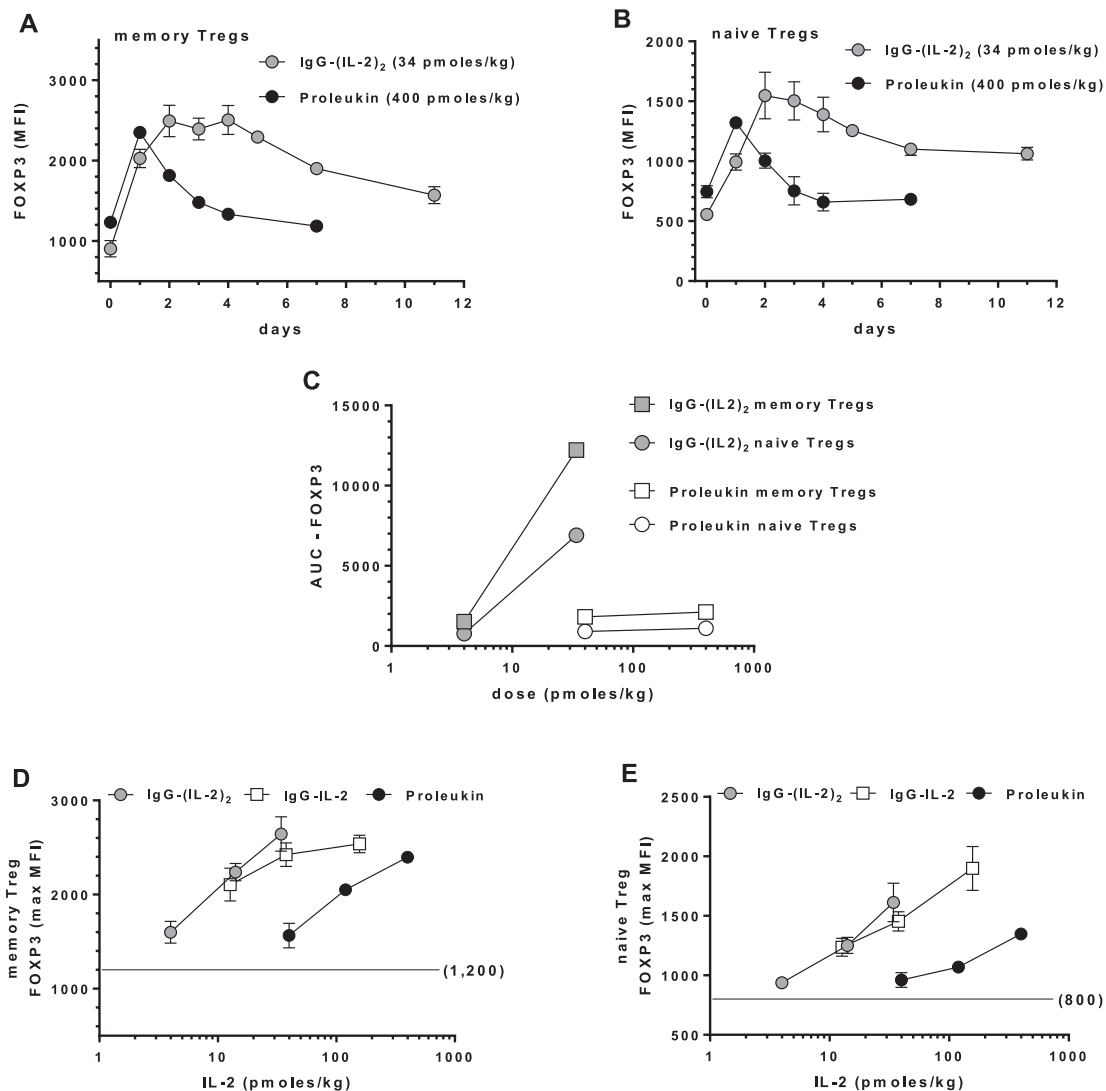 A
memory Tregs
IgG-(IL-2)₂ (34 pmoles/kg)
Proleukin (400 pmoles/kg)
FOXP3 (MFI)
3000
2000
1000
0 2 4 6 8 10 12
days
B
naive Tregs
IgG-(IL-2)₂ (34 pmoles/kg)
Proleukin (400 pmoles/kg)
FOXP3 (MFI)
2000
1500
1000
500
0
0 2 4 6 8 10 12
days
C
IgG-(IL2)₂ memory Tregs
IgG-(IL2)₂ naive Tregs
Proleukin memory Tregs
Proleukin naive Tregs
AUC - FOXP3
15000
10000
5000
0
1 10 100 1000
dose (pmoles/kg)
D
IgG-(IL-2)₂ IgG-IL-2 Proleukin
memory Treg
FOXP3 (max MFI)
3000
2000
1000
(1,200)
1 10 100 1000
IL-2 (pmoles/kg)
E
IgG-(IL-2)₂ IgG-IL-2 Proleukin
naive Treg
FOXP3 (max MFI)
2500
2000
1500
1000
500
(800)
1 10 100 1000
IL-2 (pmoles/kg)